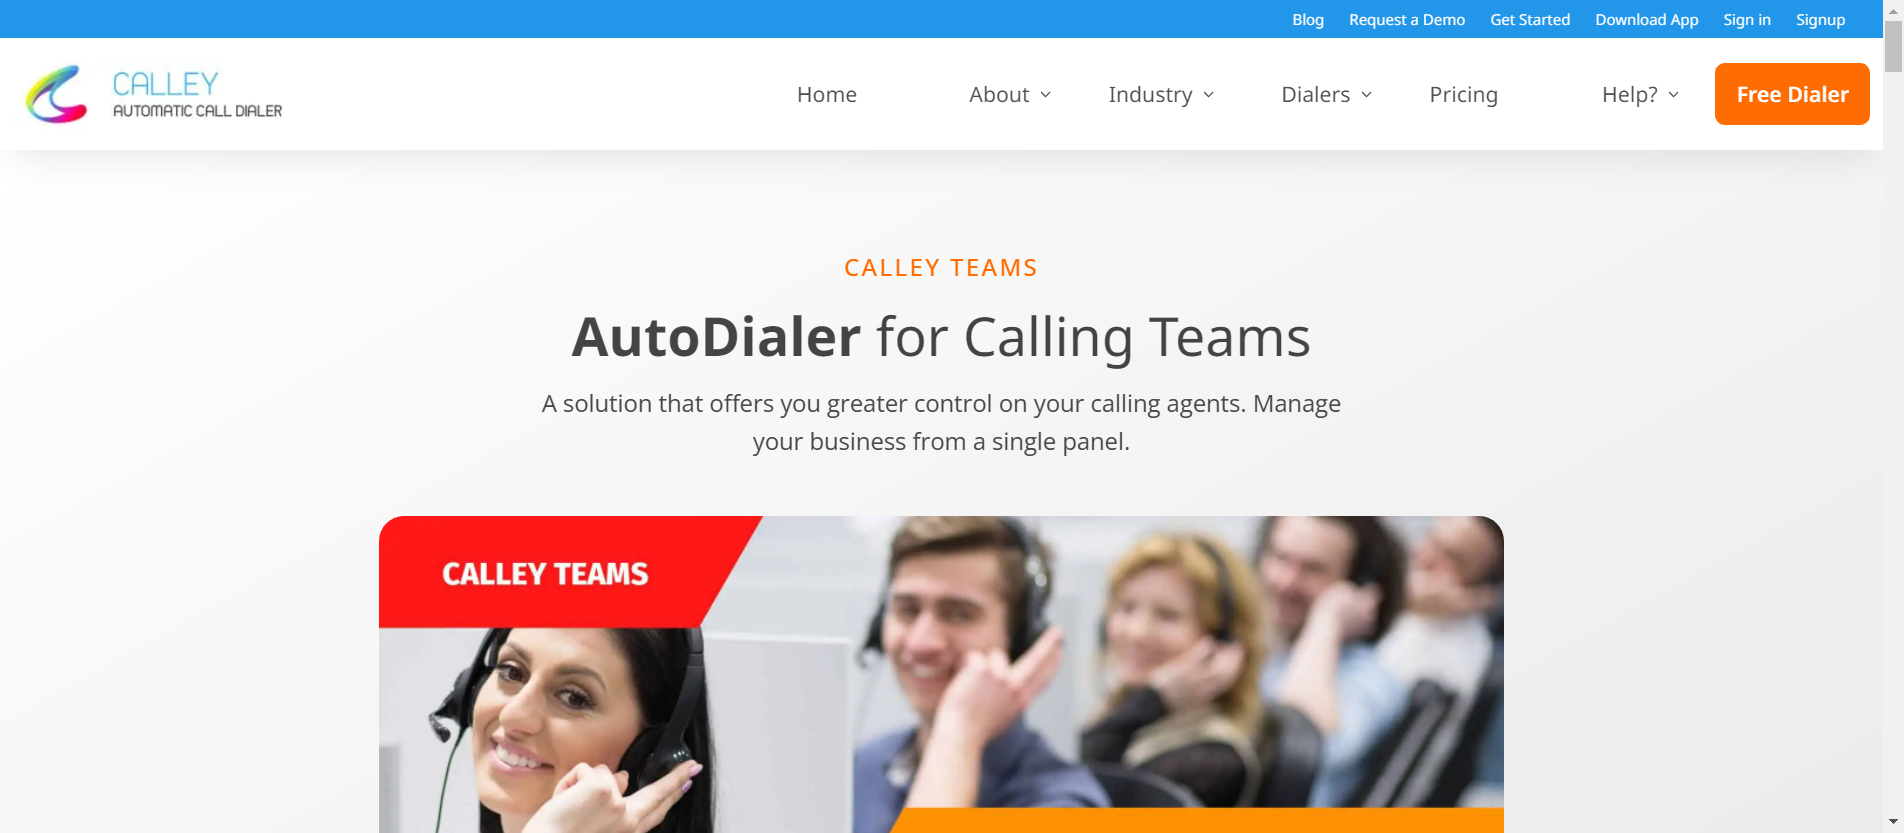 Blog Request a Demo Get Started Download App Sign in Signup
CALLEY
AUTOMATIC CALL DIALER
Home About Industry Dialers Pricing Help? Free Dialer
CALLEY TEAMS
AutoDialer for Calling Teams
A solution that offers you greater control on your calling agents. Manage
your business from a single panel.
CALLEY TEAMS